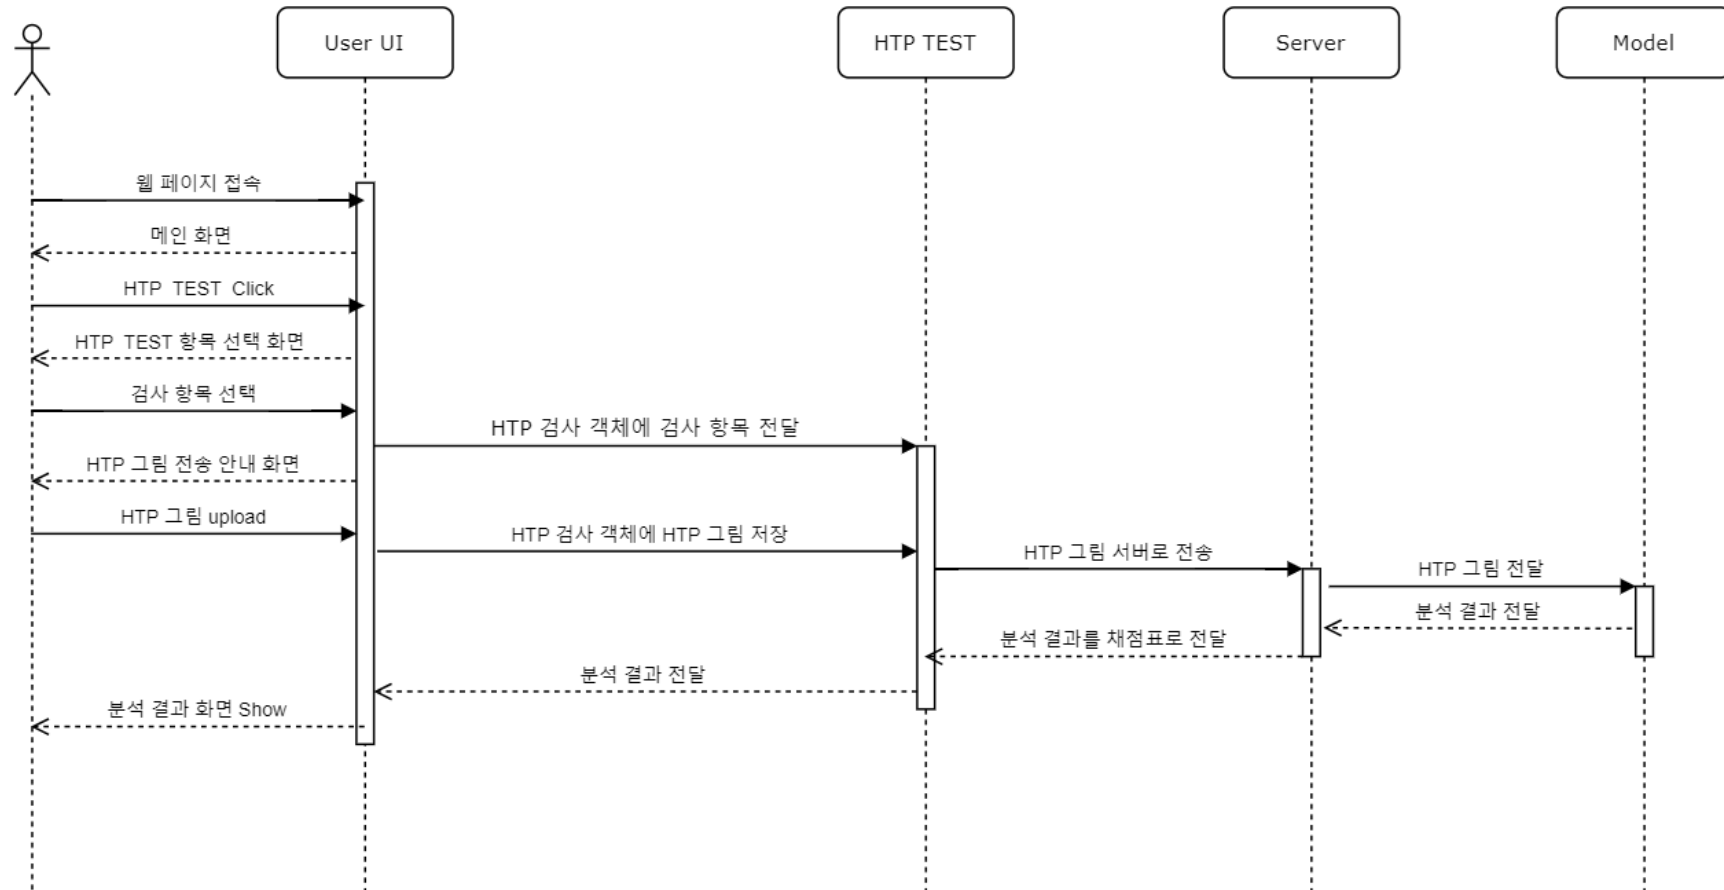 User UI
HTP TEST
Server
Model
웹 페이지 접속
메인 화면
HTP TEST Click
HTP TEST 항목 선택 화면
검사 항목 선택
HTP 검사 객체에 검사 항목 전달
HTP 그림 전송 안내 화면
HTP 그림 upload
HTP 검사 객체에 HTP 그림 저장
HTP 그림 서버로 전송
HTP 그림 전달
분석 결과 전달
분석 결과를 채점표로 전달
분석 결과 전달
분석 결과 화면 Show